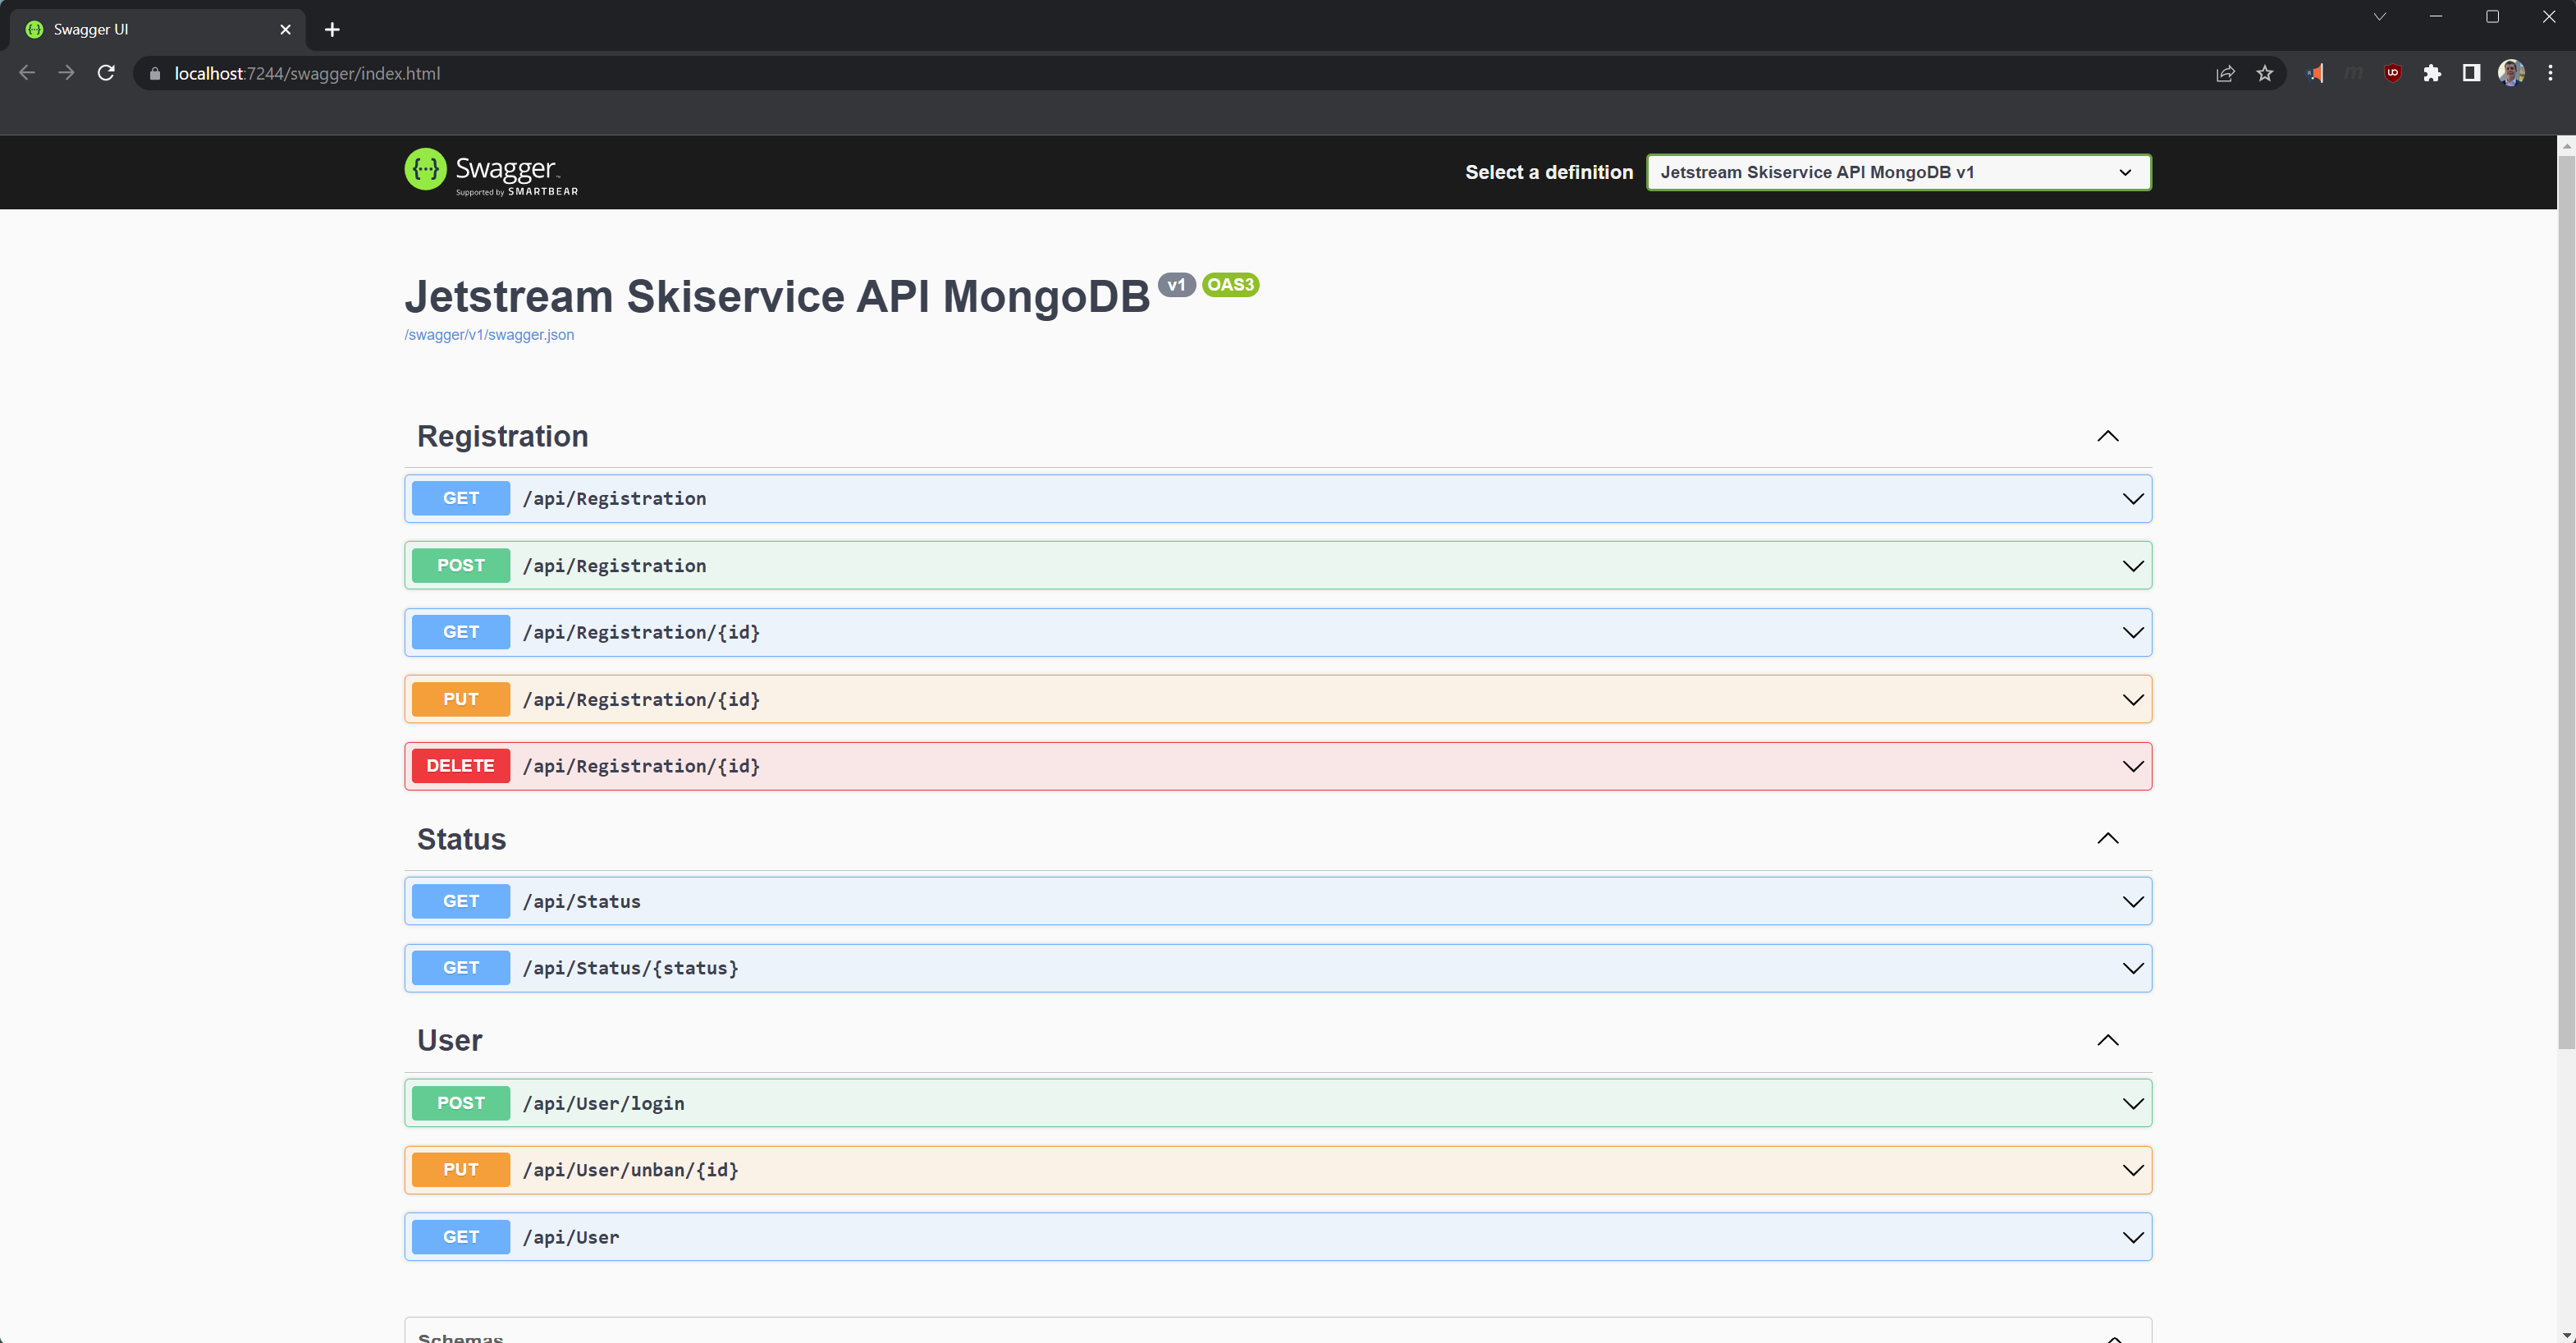 Swagger UI
localhost:7244/swagger/index.html
Swagger
Supported by SMARTBEAR
Select a definition
Jetstream Skiservice API MongoDB v1
Jetstream Skiservice API MongoDB v1 OAS3
/swagger/v1/swagger.json
Registration
GET /api/Registration
POST /api/Registration
GET /api/Registration/{id}
PUT /api/Registration/{id}
DELETE /api/Registration/{id}
Status
GET /api/Status
GET /api/Status/{status}
User
POST /api/User/login
PUT /api/User/unban/{id}
GET /api/User
Schemas